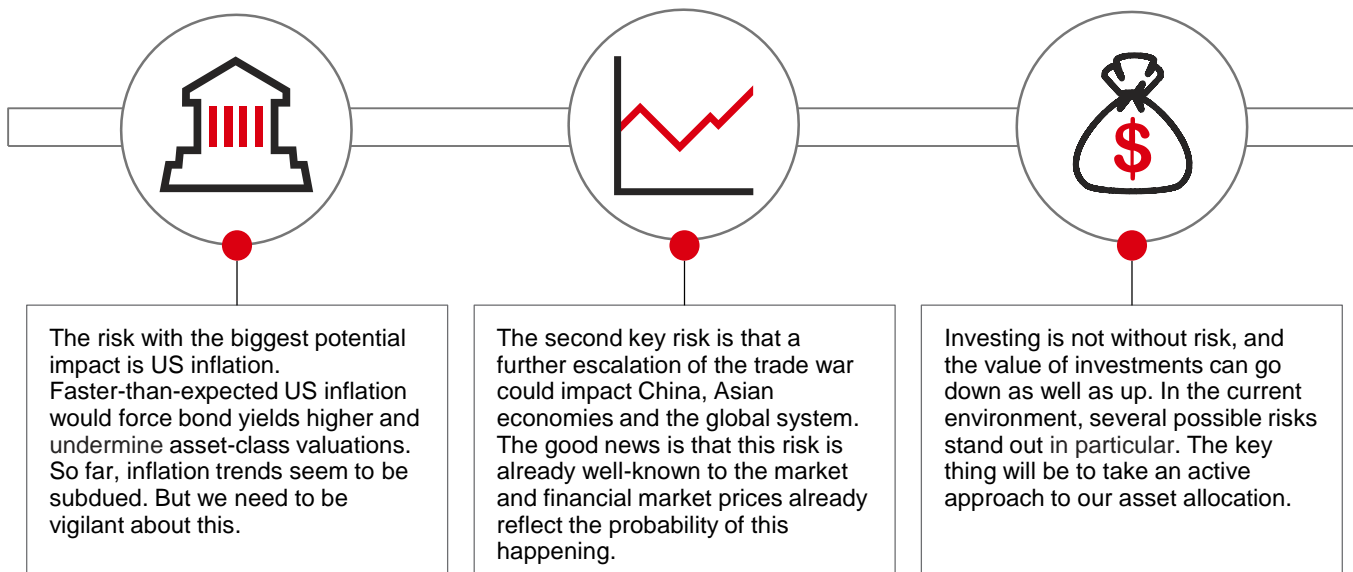 $
The risk with the biggest potential
impact is US inflation.
Faster-than-expected US inflation
would force bond yields higher and
undermine asset-class valuations.
So far, inflation trends seem to be
subdued. But we need to be
vigilant about this.
The second key risk is that a
further escalation of the trade war
could impact China, Asian
economies and the global system.
The good news is that this risk is
already well-known to the market
and financial market prices already
reflect the probability of this
happening.
Investing is not without risk, and
the value of investments can go
down as well as up. In the current
environment, several possible risks
stand out in particular. The key
thing will be to take an active
approach to our asset allocation.